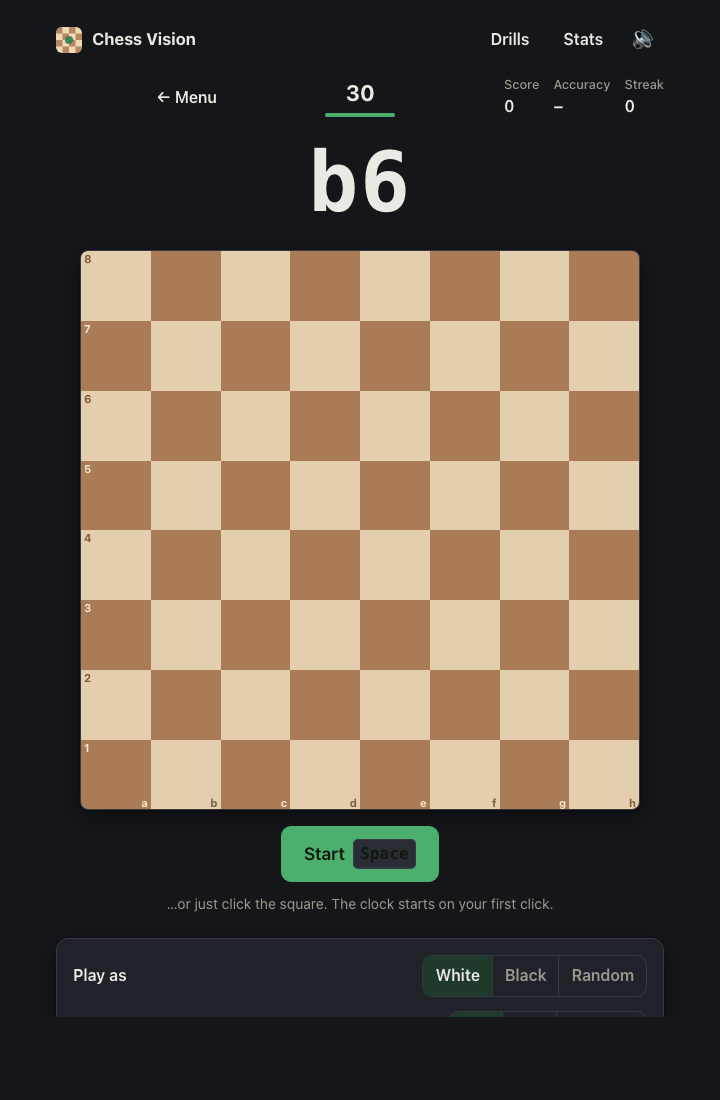 Chess Vision Drills Stats
← Menu 30 Score Accuracy Streak
0 – 0
b6
8
7
6
5
4
3
2
1
a b c d e f g h
Start Space
...or just click the square. The clock starts on your first click.
Play as White Black Random